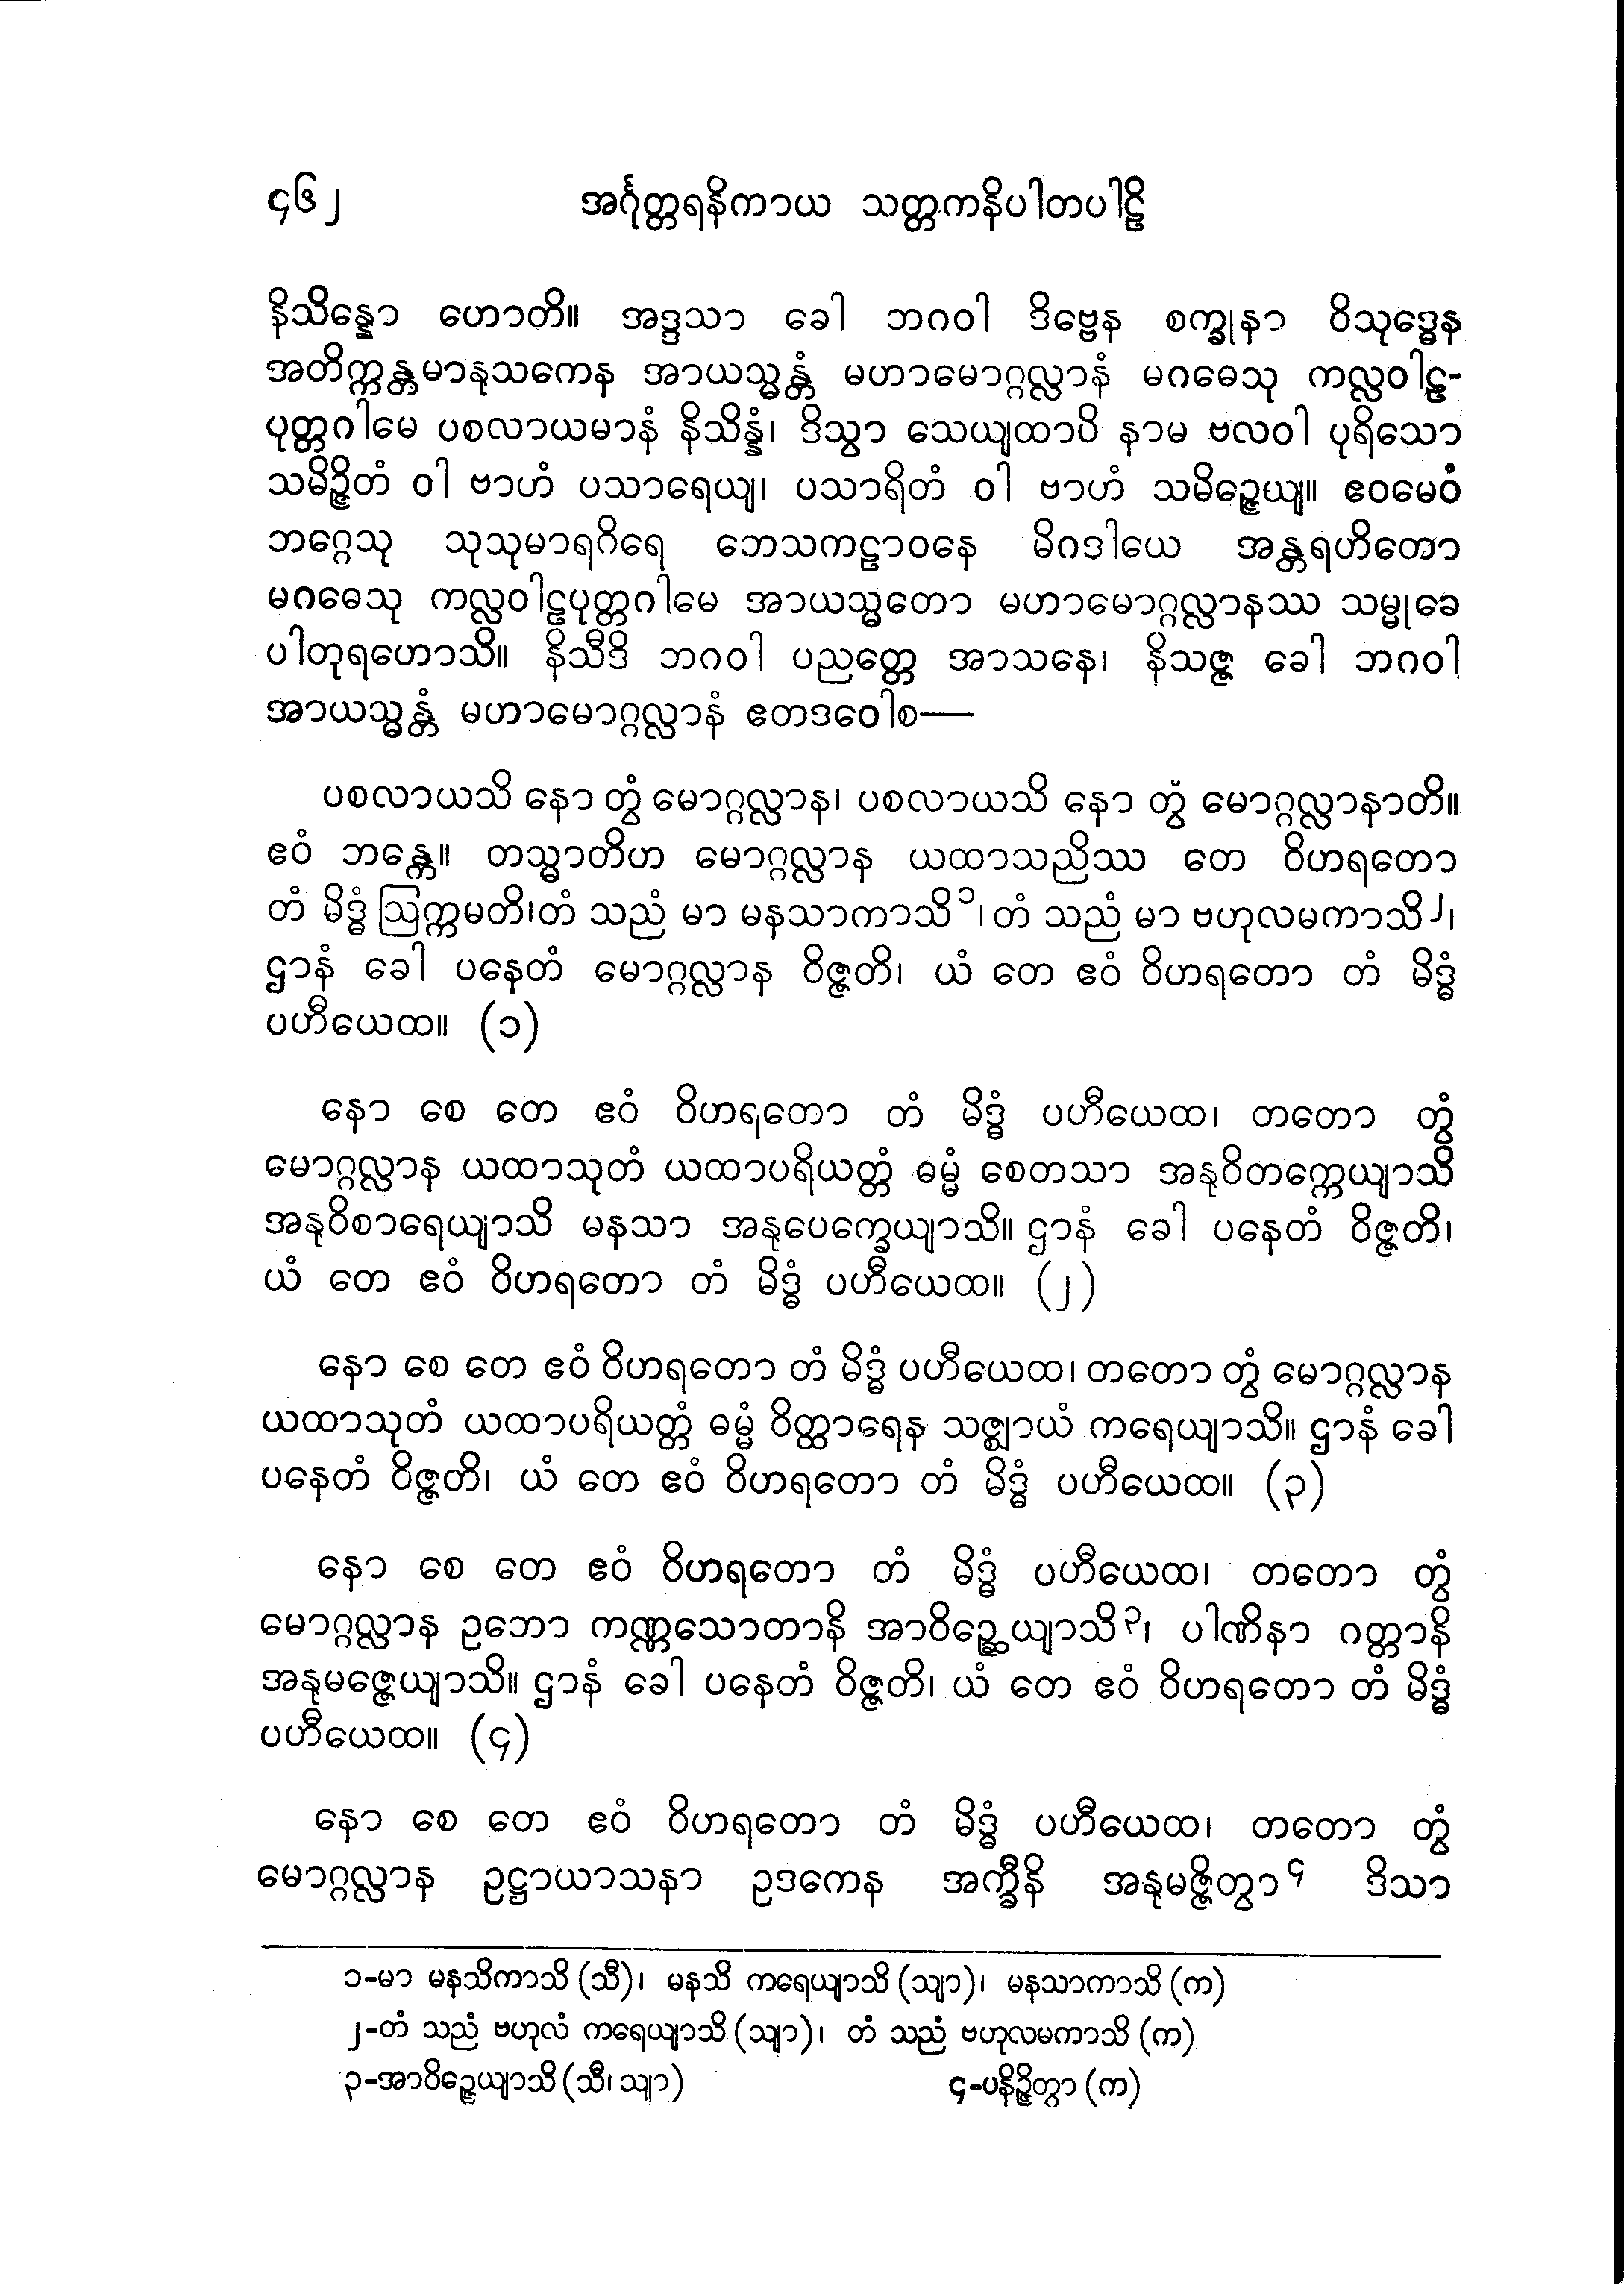 ၄၆၂ အင်္ဂုတ္တရနိကာယ သတ္တကနိပါတပါဠိ
နိသိန္နော ဟောတိ။ အဒ္ဒသာ ခေါ ဘဂဝါ ဒိဗ္ဗေန စက္ခုနာ ဝိသုဒ္ဓေန
အတိက္ကန္တမာနုသကေန အာယသ္မန္တံ မဟာမောဂ္ဂလ္လာနံ မဂဓေသု ကလ္လဝါဠ-
ပုတ္တဂါမေ ပစလာယမာနံ နိသိန္နံ၊ ဒိသွာ သေယျထာပိ နာမ ဗလဝါ ပုရိသော
သမိဉ္ဇိတံ ဝါ ဗာဟံ ပသာရေယျ၊ ပသာရိတံ ဝါ ဗာဟံ သမိဉ္ဇေယျ။ ဧဝမေဝံ
ဘဂ္ဂေသု သုသုမာရဂိရေ ဘေသကဠာဝနေ မိဂဒါယေ အန္တရဟိတော
မဂဓေသု ကလ္လဝါဠပုတ္တဂါမေ အာယသ္မတော မဟာမောဂ္ဂလ္လာနဿ သမ္မုခေ
ပါတုရဟောသိ။ နိသီဒိ ဘဂဝါ ပညတ္တေ အာသနေ၊ နိသဇ္ဇ ခေါ ဘဂဝါ
အာယသ္မန္တံ မဟာမောဂ္ဂလ္လာနံ ဧတဒဝေါစ—
ပစလာယသိ နော တွံ မောဂ္ဂလ္လာန၊ ပစလာယသိ နော တွံ မောဂ္ဂလ္လာနာတိ။
ဧဝံ ဘန္တေ။ တသ္မာတိဟ မောဂ္ဂလ္လာန ယထာသညိဿ တေ ဝိဟရတော
တံ မိဒ္ဓံ ဩက္ကမတိ၊တံ သညံ မာ မနသာကာသိ၁၊ တံ သညံ မာ ဗဟုလမကာသိ၂၊
ဌာနံ ခေါ ပနေတံ မောဂ္ဂလ္လာန ဝိဇ္ဇတိ၊ ယံ တေ ဧဝံ ဝိဟရတော တံ မိဒ္ဓံ
ပဟီယေထ။ (၁)
နော စေ တေ ဧဝံ ဝိဟရတော တံ မိဒ္ဓံ ပဟီယေထ၊ တတော တွံ
မောဂ္ဂလ္လာန ယထာသုတံ ယထာပရိယတ္တံ ဓမ္မံ စေတသာ အနုဝိတက္ကေယျာသိ
အနုဝိစာရေယျာသိ မနသာ အနုပေက္ခေယျာသိ။ ဌာနံ ခေါ ပနေတံ ဝိဇ္ဇတိ၊
ယံ တေ ဧဝံ ဝိဟရတော တံ မိဒ္ဓံ ပဟီယေထ။ (၂)
နော စေ တေ ဧဝံ ဝိဟရတော တံ မိဒ္ဓံ ပဟီယေထ၊ တတော တွံ မောဂ္ဂလ္လာန
ယထာသုတံ ယထာပရိယတ္တံ ဓမ္မံ ဝိတ္ထာရေန သဇ္ဈာယံ ကရေယျာသိ။ ဌာနံ ခေါ
ပနေတံ ဝိဇ္ဇတိ၊ ယံ တေ ဧဝံ ဝိဟရတော တံ မိဒ္ဓံ ပဟီယေထ။ (၃)
နော စေ တေ ဧဝံ ဝိဟရတော တံ မိဒ္ဓံ ပဟီယေထ၊ တတော တွံ
မောဂ္ဂလ္လာန ဥဘော ကဏ္ဏသောတာနိ အာဝိဉ္ဆေယျာသိ၃၊ ပါဏိနာ ဂတ္တာနိ
အနုမဇ္ဇေယျာသိ။ ဌာနံ ခေါ ပနေတံ ဝိဇ္ဇတိ၊ ယံ တေ ဧဝံ ဝိဟရတော တံ မိဒ္ဓံ
ပဟီယေထ။ (၄)
နော စေ တေ ဧဝံ ဝိဟရတော တံ မိဒ္ဓံ ပဟီယေထ၊ တတော တွံ
မောဂ္ဂလ္လာန ဥဋ္ဌာယာသနာ ဥဒကေန အက္ခီနိ အနုမဇ္ဇိတွာ၄ ဒိသာ
၁-မာ မနသိကာသိ (သီ)၊ မနသိ ကရေယျာသိ (သျာ)၊ မနသာကာသိ (က)
၂-တံ သညံ ဗဟုလံ ကရေယျာသိ (သျာ)၊ တံ သညံ ဗဟုလမကာသိ (က)
၃-အာဝိဉ္ဇေယျာသိ (သီ၊ သျာ) ၄-ပနိဉ္ဇိတွာ (က)